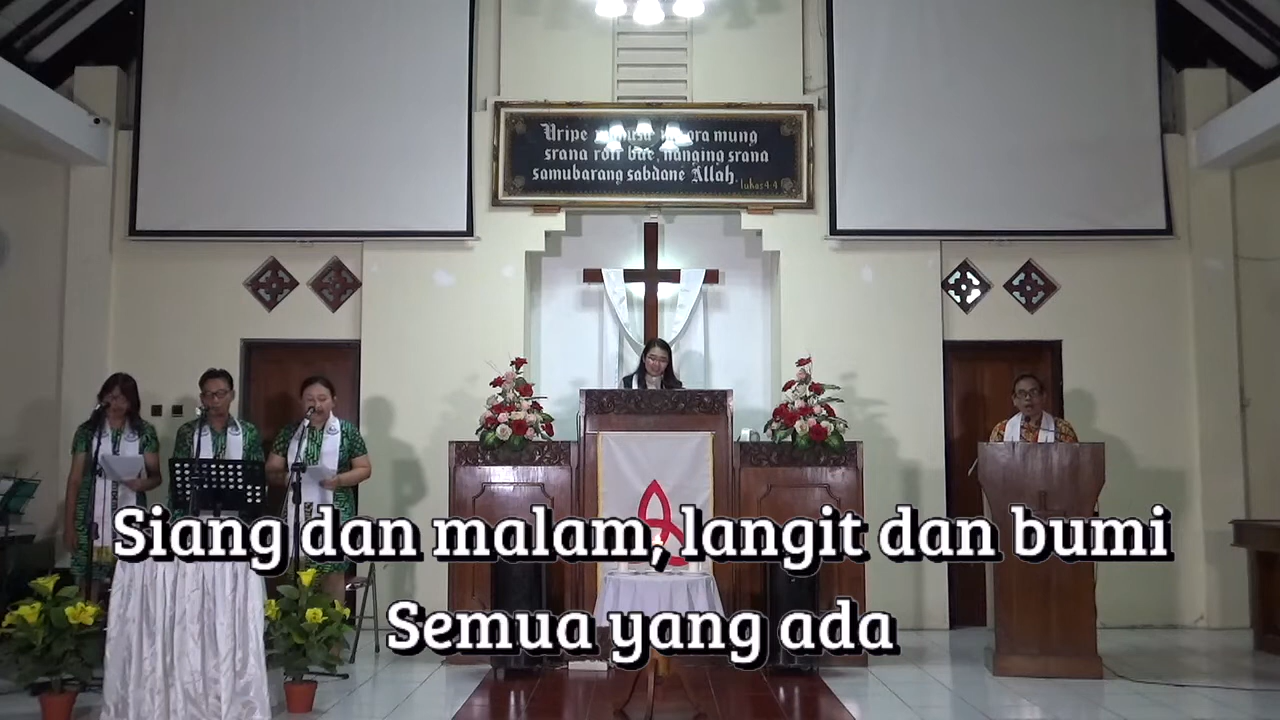 Uripe ora mung
srana roti bae, nanging srana
samubarang sabdané Allah.
Lukas 4:4
Siang dan malam, langit dan bumi
Semua yang ada